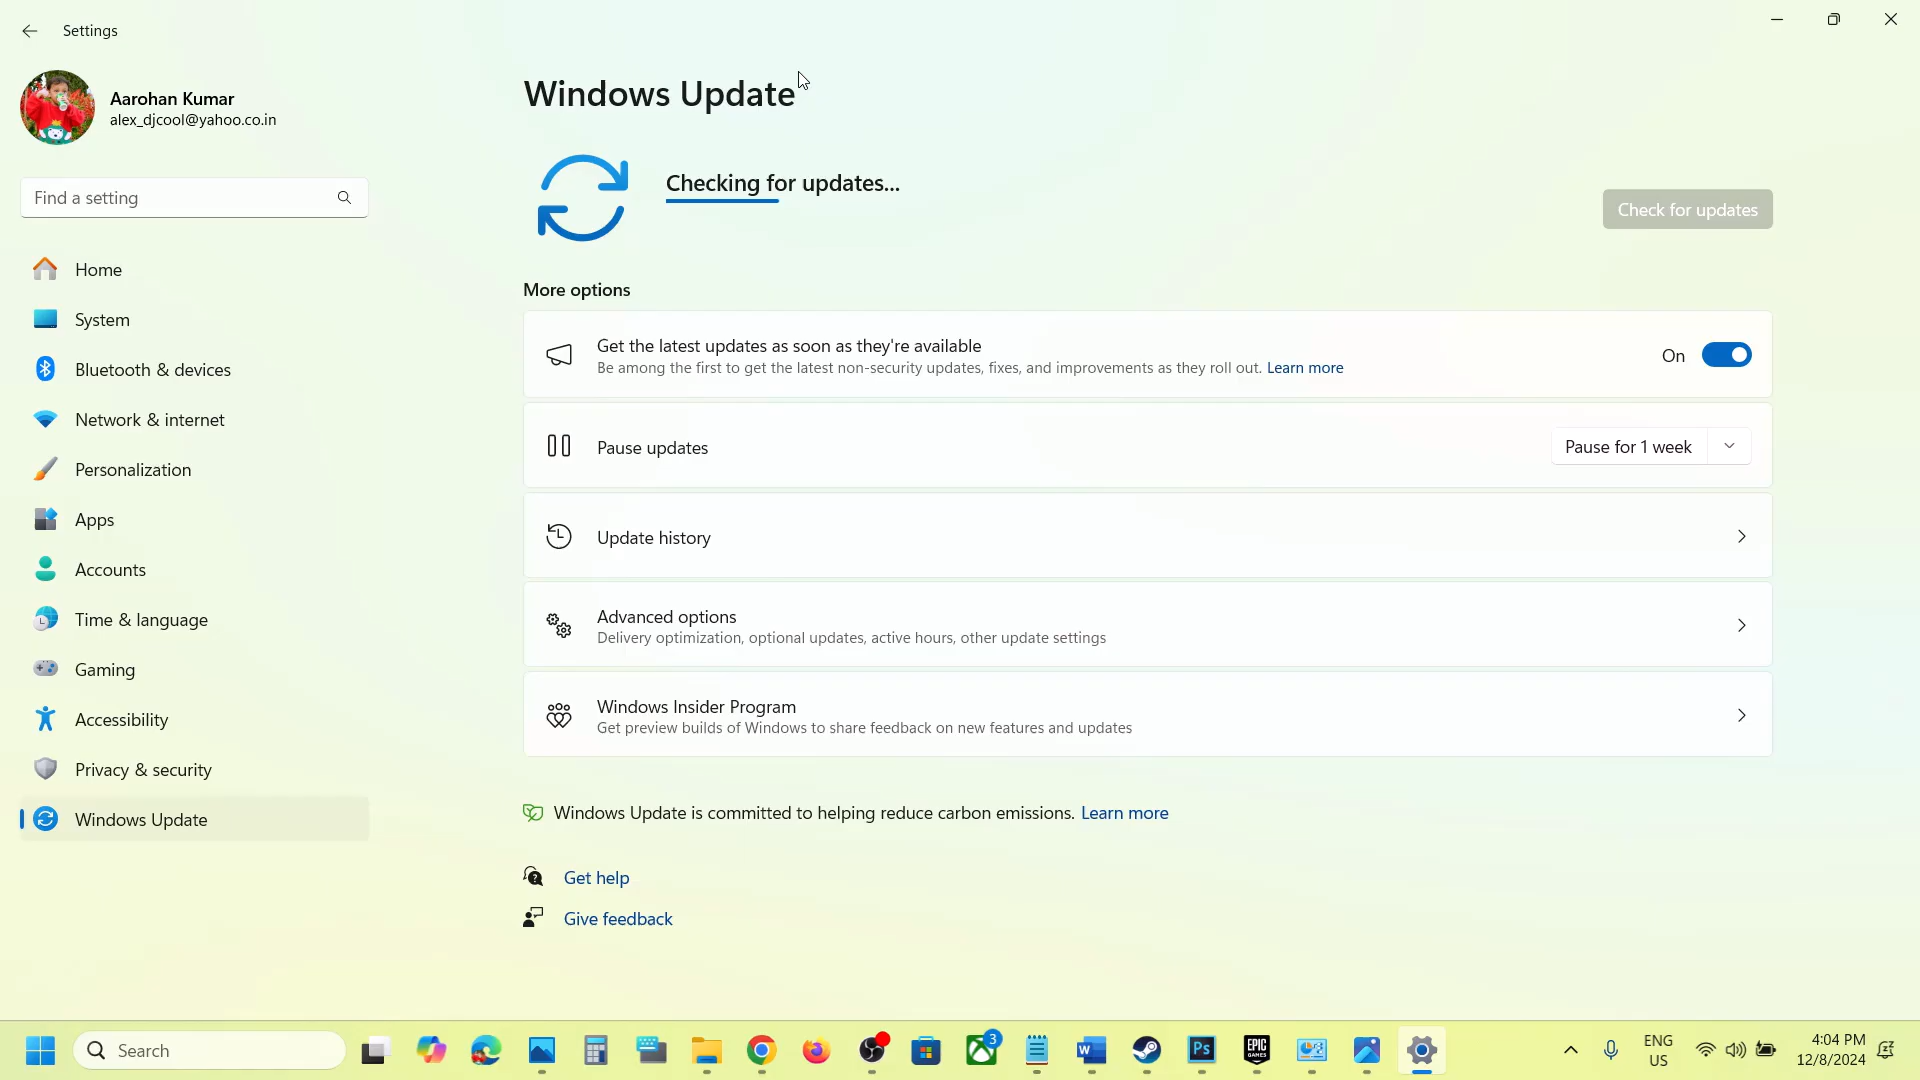 Settings
Aarohan Kumar
alex_djcool@yahoo.co.in
Find a setting
Home
System
Bluetooth & devices
Network & internet
Personalization
Apps
Accounts
Time & language
Gaming
Accessibility
Privacy & security
Windows Update
Windows Update
Checking for updates...
Check for updates
More options
Get the latest updates as soon as they're available
Be among the first to get the latest non-security updates, fixes, and improvements as they roll out. Learn more
On
Pause updates
Pause for 1 week
Update history
Advanced options
Delivery optimization, optional updates, active hours, other update settings
Windows Insider Program
Get preview builds of Windows to share feedback on new features and updates
Windows Update is committed to helping reduce carbon emissions. Learn more
Get help
Give feedback
Search
3
W
Ps
EPIC
GAMES
ENG
US
4:04 PM
12/8/2024